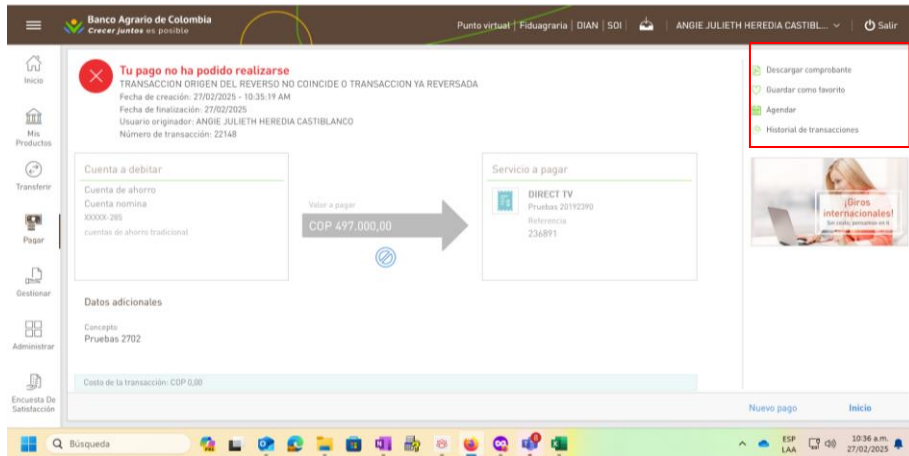 Banco Agrario de Colombia
Crecer juntos es posible
Punto virtual | Fiduagraria | DIAN | SOI
ANGIE JULIETH HEREDIA CASTIBL...
Salir
Inicio
Mis
Productos
Transferir
Pagar
Gestionar
Administrar
Encuesta De
Satisfacción
Tu pago no ha podido realizarse
TRANSACCION ORIGEN DEL REVERSO NO COINCIDE O TRANSACCION YA REVERSADA
Fecha de creación: 27/02/2025 - 10:35:19 AM
Fecha de finalización: 27/02/2025
Usuario originador: ANGIE JULIETH HEREDIA CASTIBLANCO
Número de transacción: 22148
Cuenta a debitar
Cuenta de ahorro
Cuenta nomina
XXXXX-285
cuentas de ahorro tradicional
Valor a pagar
COP 497.000,00
Servicio a pagar
DIRECT TV
Pruebas 20192390
Referencia
236891
Datos adicionales
Concepto
Pruebas 2702
Costo de la transacción: COP 0,00
Descargar comprobante
Guardar como favorito
Agendar
Historial de transacciones
¡Giros
internacionales!
Nuevo pago
Inicio
Búsqueda
ESP
LAA
10:36 a.m.
27/02/2025